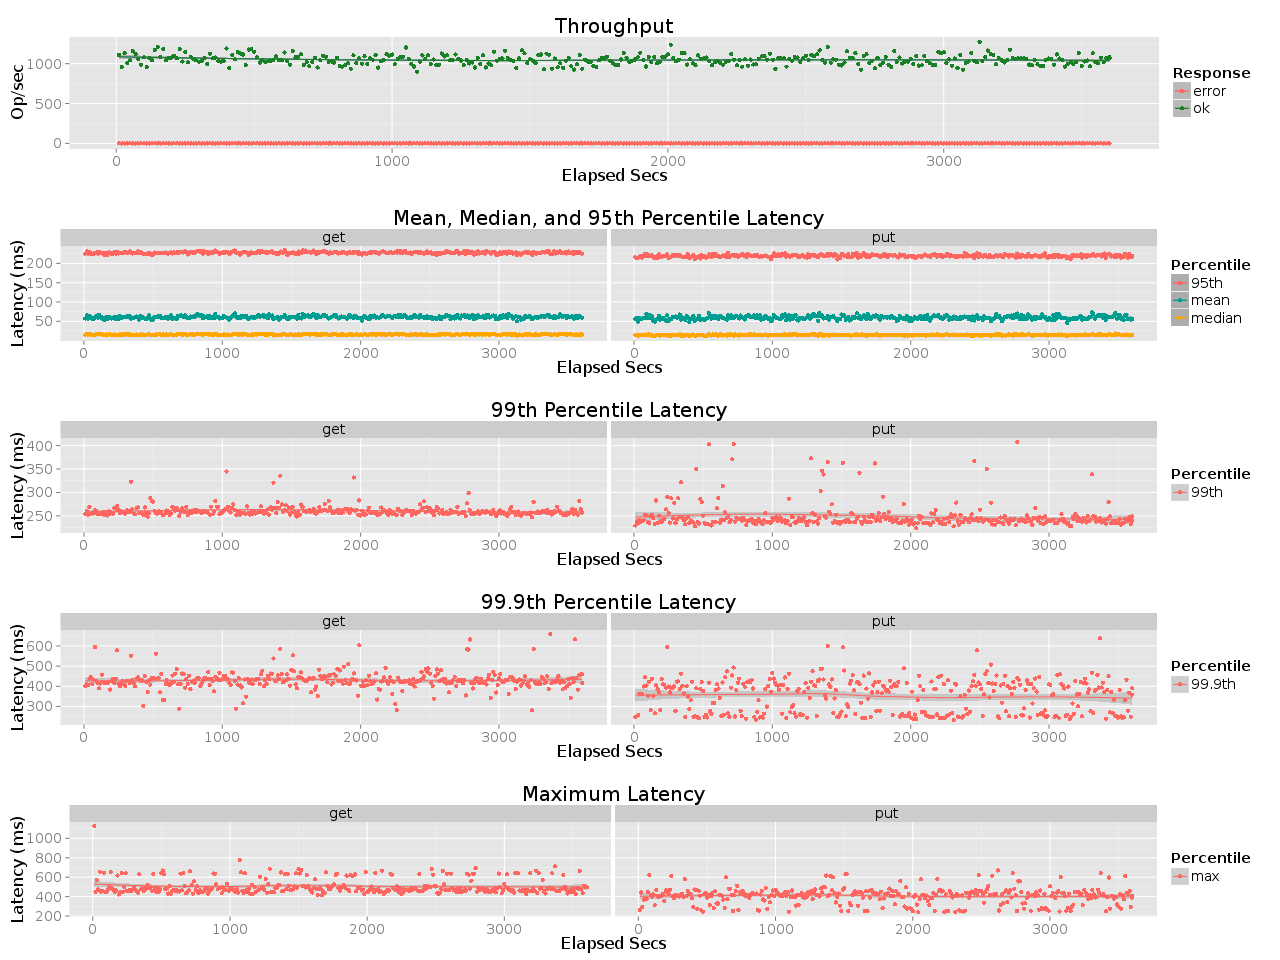 Throughput
Op/sec
1000
500
0
0 1000 2000 3000
Elapsed Secs
Response
error
ok
Mean, Median, and 95th Percentile Latency
get put
Latency (ms)
200
150
100
50
0 1000 2000 3000 0 1000 2000 3000
Elapsed Secs
Percentile
95th
mean
median
99th Percentile Latency
get put
Latency (ms)
400
350
300
250
0 1000 2000 3000 0 1000 2000 3000
Elapsed Secs
Percentile
99th
99.9th Percentile Latency
get put
Latency (ms)
600
500
400
300
0 1000 2000 3000 0 1000 2000 3000
Elapsed Secs
Percentile
99.9th
Maximum Latency
get put
Latency (ms)
1000
800
600
400
200
0 1000 2000 3000 0 1000 2000 3000
Elapsed Secs
Percentile
max